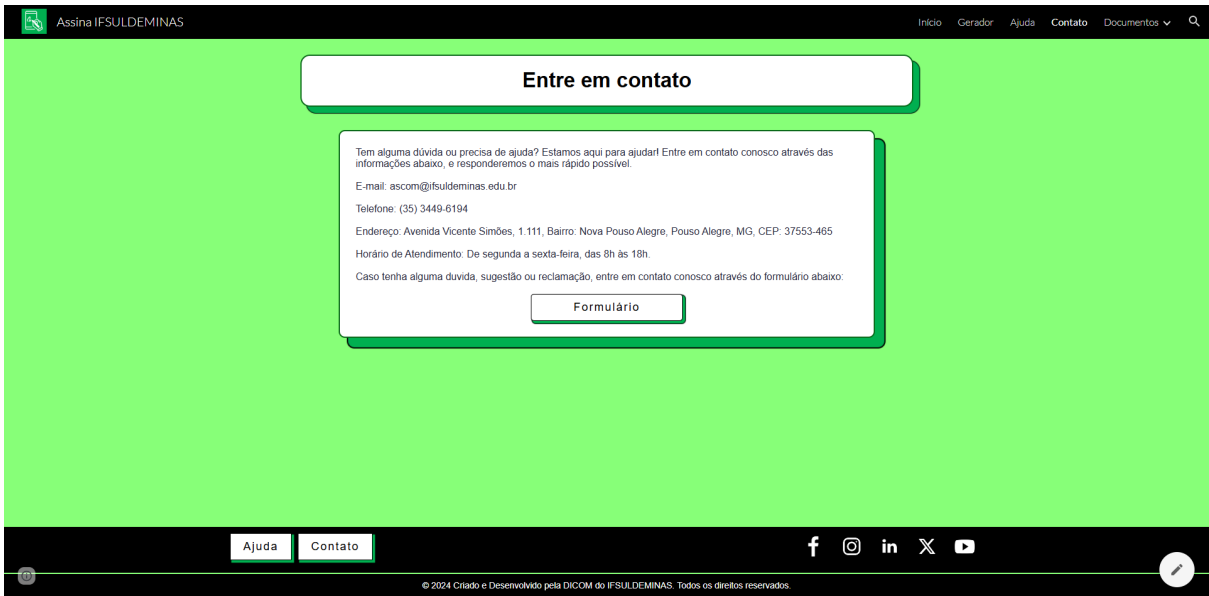 Assina IFSULDEMINAS
Início Gerador Ajuda Contato Documentos
Entre em contato
Tem alguma dúvida ou precisa de ajuda? Estamos aqui para ajudar! Entre em contato conosco através das
informações abaixo, e responderemos o mais rápido possível.
E-mail: ascom@ifsuldeminas.edu.br
Telefone: (35) 3449-6194
Endereço: Avenida Vicente Simões, 1.111, Bairro: Nova Pouso Alegre, Pouso Alegre, MG, CEP: 37553-465
Horário de Atendimento: De segunda a sexta-feira, das 8h às 18h.
Caso tenha alguma duvida, sugestão ou reclamação, entre em contato conosco através do formulário abaixo:
Formulário
Ajuda Contato
© 2024 Criado e Desenvolvido pela DICOM do IFSULDEMINAS. Todos os direitos reservados.